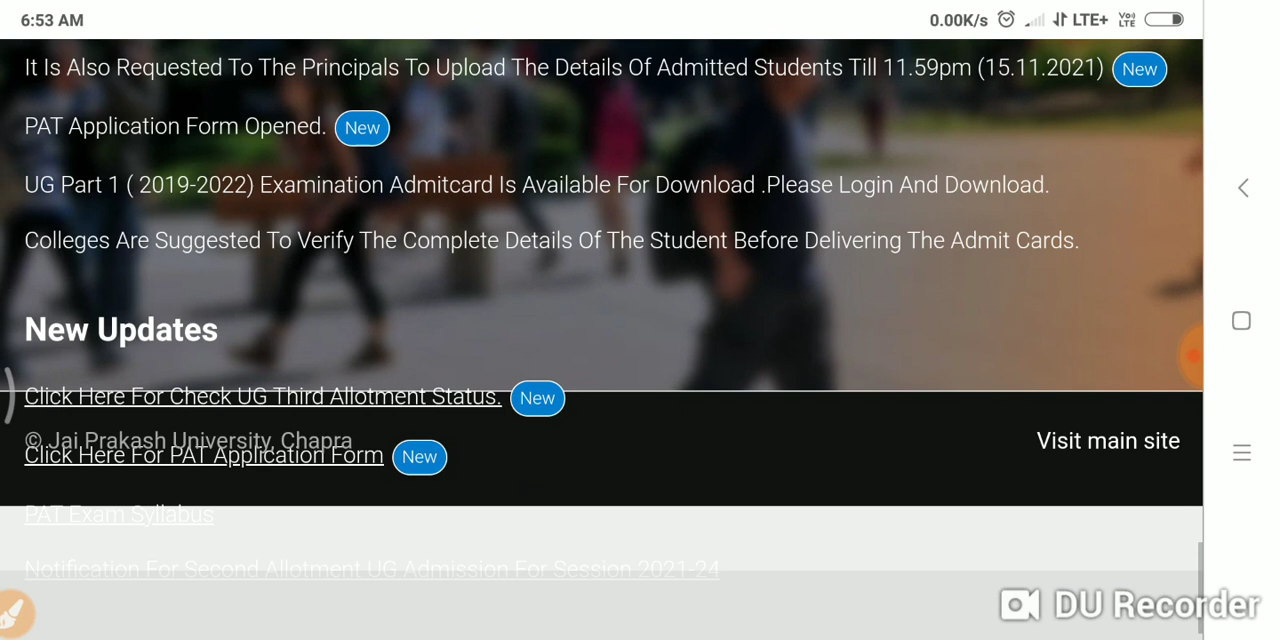 6:53 AM
0.00K/s LTE+ Vo)) LTE
It Is Also Requested To The Principals To Upload The Details Of Admitted Students Till 11.59pm (15.11.2021) New
PAT Application Form Opened. New
UG Part 1 ( 2019-2022) Examination Admitcard Is Available For Download .Please Login And Download.
Colleges Are Suggested To Verify The Complete Details Of The Student Before Delivering The Admit Cards.
New Updates
Click Here For Check UG Third Allotment Status. New
© Jai Prakash University, Chapra
Visit main site
Click Here For PAT Application Form New
PAT Exam Syllabus
Notification For Second Allotment UG Admission For Session 2021-24
DU Recorder